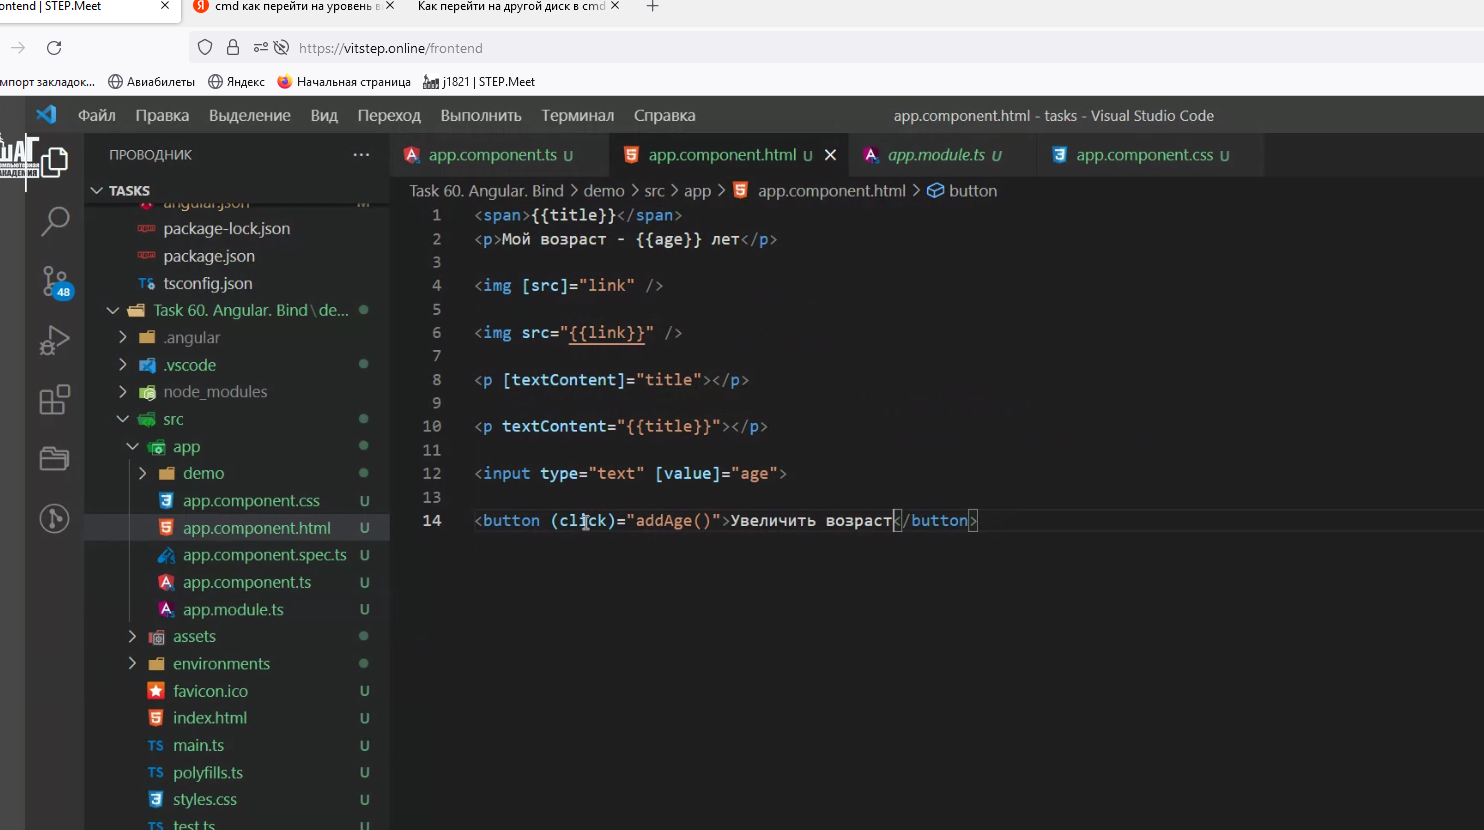 ontend | STEP.Meet
cmd как перейти на уровень в
Как перейти на другой диск в cmd
https://vitstep.online/frontend
мпорт закладок...
Авиабилеты
Яндекс
Начальная страница
j1821 | STEP.Meet
Файл Правка Выделение Вид Переход Выполнить Терминал Справка
app.component.html - tasks - Visual Studio Code
ШАГ
КОМПЬЮТЕРНАЯ
АКАДЕМИЯ
ПРОВОДНИК
app.component.ts U
app.component.html U
app.module.ts U
app.component.css U
TASKS
Task 60. Angular. Bind > demo > src > app > app.component.html > button
angular.json M
package-lock.json
package.json
tsconfig.json
48
Task 60. Angular. Bind\de...
.angular
.vscode
node_modules
src
app
demo
app.component.css U
app.component.html U
app.component.spec.ts U
app.component.ts U
app.module.ts U
assets
environments
favicon.ico U
index.html U
TS main.ts U
TS polyfills.ts U
styles.css U
test.ts
1 <span>{{title}}</span>
2 <p>Мой возраст - {{age}} лет</p>
3
4 <img [src]="link" />
5
6 <img src="{{link}}" />
7
8 <p [textContent]="title"></p>
9
10 <p textContent="{{title}}"></p>
11
12 <input type="text" [value]="age">
13
14 <button (click)="addAge()">Увеличить возраст</button>